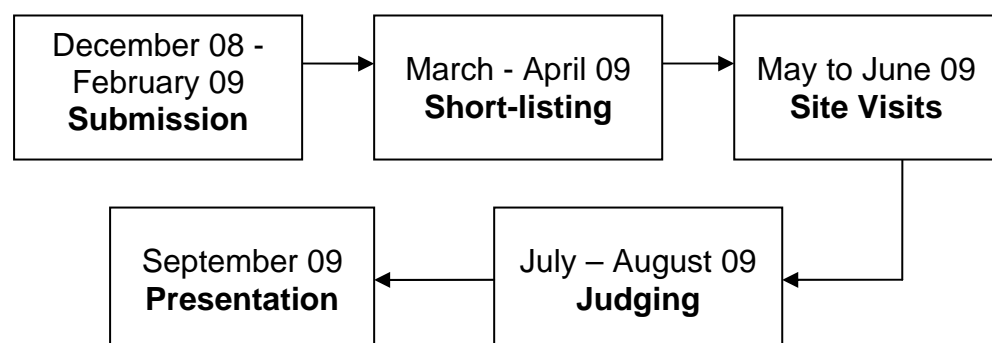 December 08 -
February 09
Submission
March - April 09
Short-listing
May to June 09
Site Visits
July – August 09
Judging
September 09
Presentation